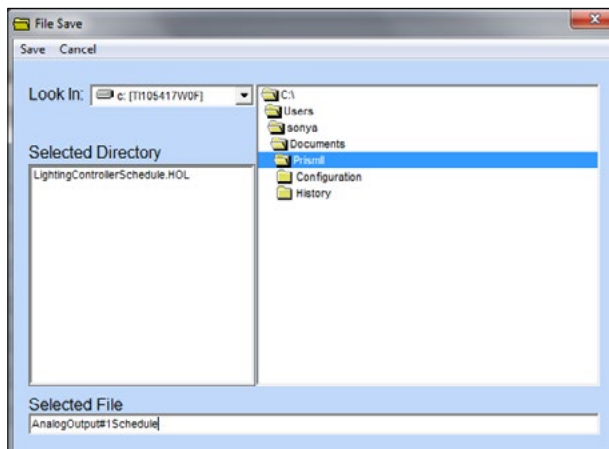 File Save
Save Cancel
Look In: c: [TI105417W0F]
Selected Directory
LightingControllerSchedule.HOL
C:\
Users
sonya
Documents
PrismII
Configuration
History
Selected File
AnalogOutput#1Schedule